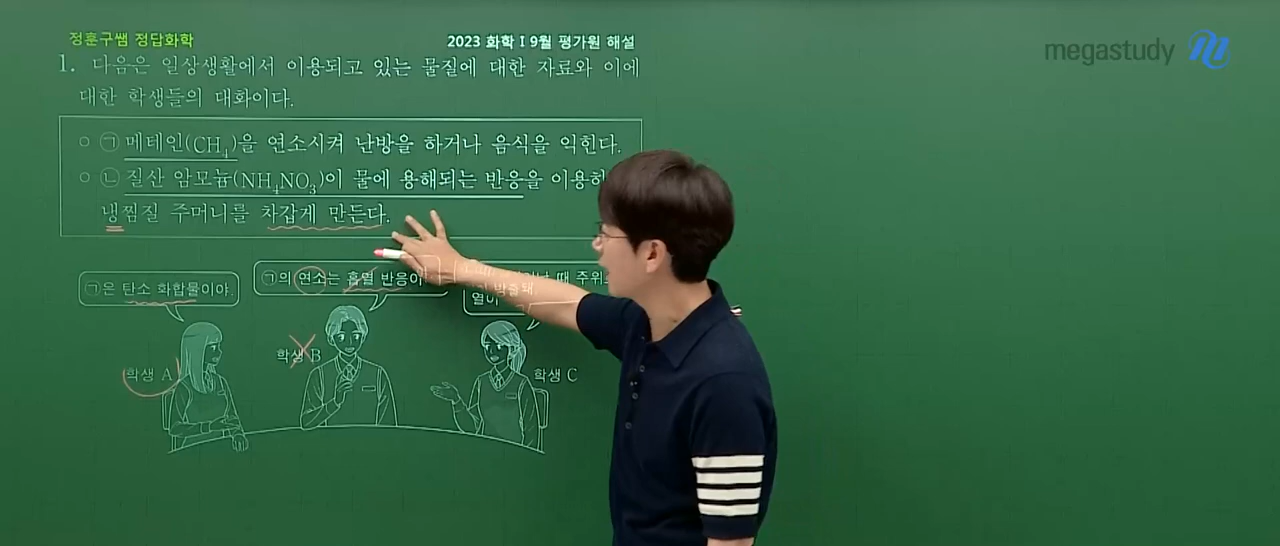 정훈구쌤 정답화학
2023 화학 I 9월 평가원 해설
megastudy
1. 다음은 일상생활에서 이용되고 있는 물질에 대한 자료와 이에
대한 학생들의 대화이다.
○ ㉠ 메테인(CH₄)을 연소시켜 난방을 하거나 음식을 익힌다.
○ ㉡ 질산 암모늄(NH₄NO₃)이 물에 용해되는 반응을 이용하
냉찜질 주머니를 차갑게 만든다.
㉠은 탄소 화합물이야.
㉠의 연소는 흡열 반응이
때 주위로
열이 방출돼.
학생 A
학생 B
학생 C